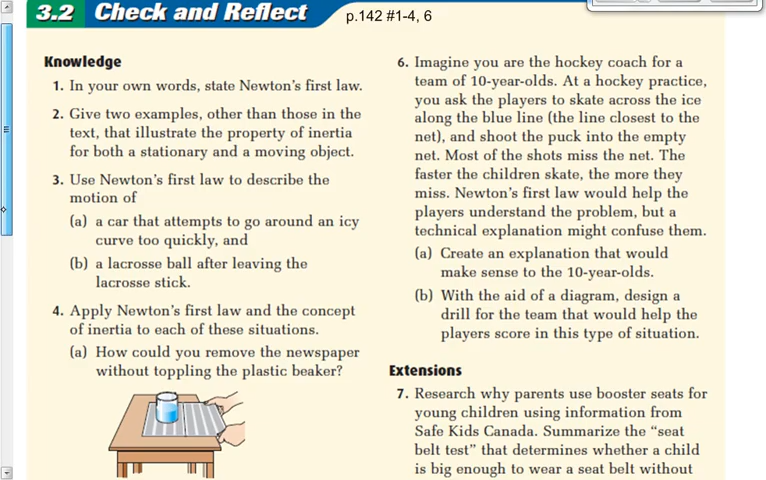 3.2 Check and Reflect
p.142 #1-4, 6
Knowledge
1. In your own words, state Newton's first law.
2. Give two examples, other than those in the
text, that illustrate the property of inertia
for both a stationary and a moving object.
3. Use Newton's first law to describe the
motion of
(a) a car that attempts to go around an icy
curve too quickly, and
(b) a lacrosse ball after leaving the
lacrosse stick.
4. Apply Newton's first law and the concept
of inertia to each of these situations.
(a) How could you remove the newspaper
without toppling the plastic beaker?
6. Imagine you are the hockey coach for a
team of 10-year-olds. At a hockey practice,
you ask the players to skate across the ice
along the blue line (the line closest to the
net), and shoot the puck into the empty
net. Most of the shots miss the net. The
faster the children skate, the more they
miss. Newton's first law would help the
players understand the problem, but a
technical explanation might confuse them.
(a) Create an explanation that would
make sense to the 10-year-olds.
(b) With the aid of a diagram, design a
drill for the team that would help the
players score in this type of situation.
Extensions
7. Research why parents use booster seats for
young children using information from
Safe Kids Canada. Summarize the “seat
belt test” that determines whether a child
is big enough to wear a seat belt without